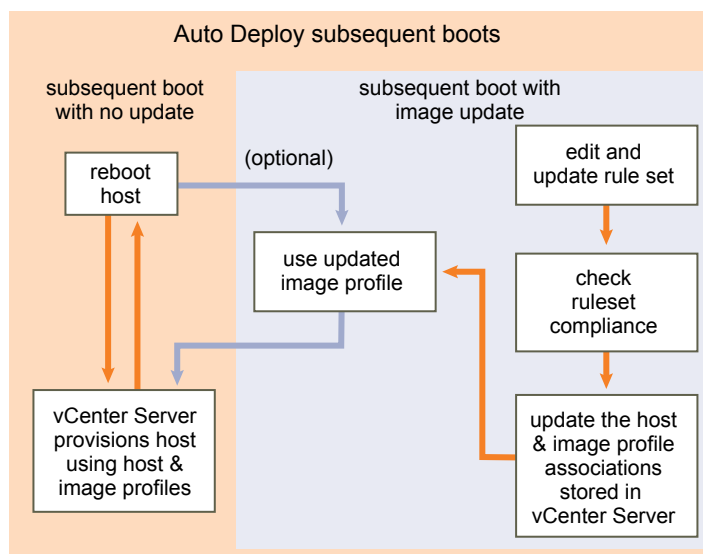 Auto Deploy subsequent boots
subsequent boot
with no update
subsequent boot with
image update
reboot
host
(optional)
edit and
update rule set
use updated
image profile
check
ruleset
compliance
vCenter Server
provisions host
using host &
image profiles
update the host
& image profile
associations
stored in
vCenter Server